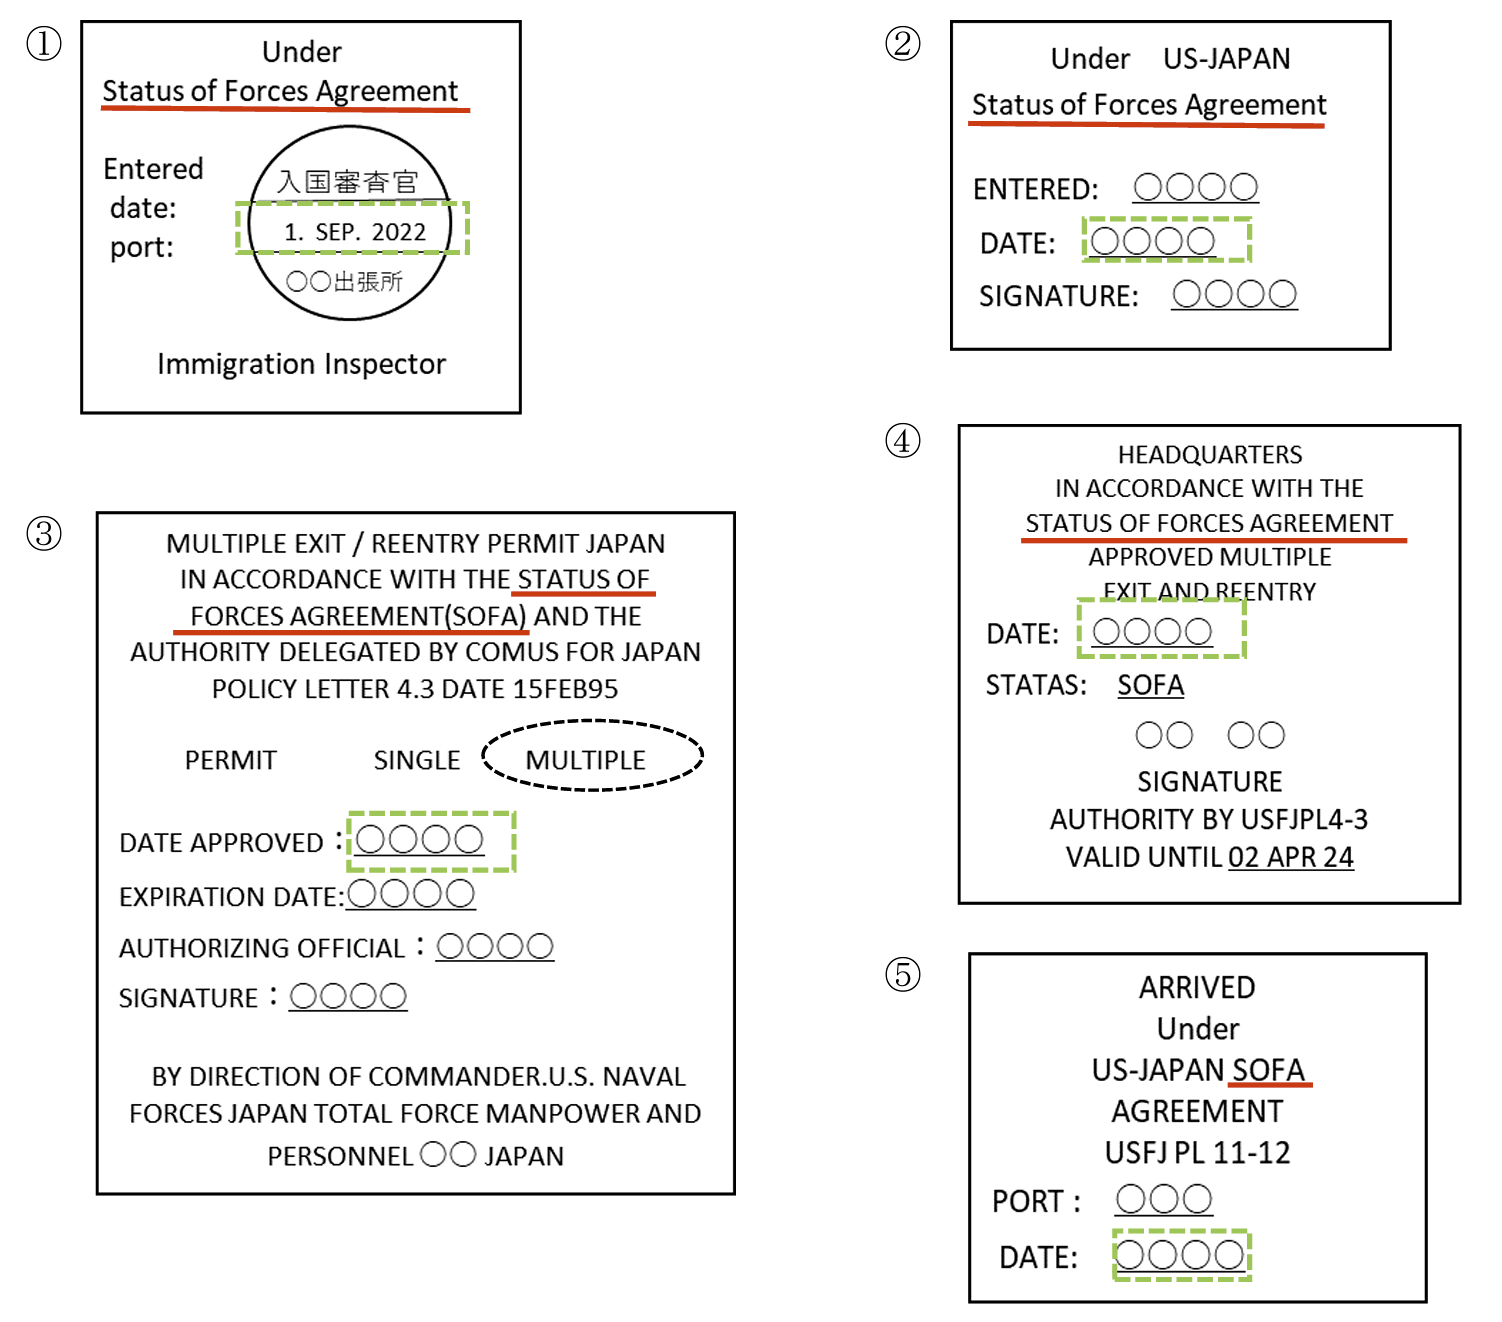 ①
Under
Status of Forces Agreement
Entered
date:
port:
入国審査官
1. SEP. 2022
○○出張所
Immigration Inspector
②
Under US-JAPAN
Status of Forces Agreement
ENTERED: ○○○○
DATE: ○○○○
SIGNATURE: ○○○○
③
MULTIPLE EXIT / REENTRY PERMIT JAPAN
IN ACCORDANCE WITH THE STATUS OF
FORCES AGREEMENT(SOFA) AND THE
AUTHORITY DELEGATED BY COMUS FOR JAPAN
POLICY LETTER 4.3 DATE 15FEB95
PERMIT SINGLE MULTIPLE
DATE APPROVED：○○○○
EXPIRATION DATE:○○○○
AUTHORIZING OFFICIAL：○○○○
SIGNATURE：○○○○
BY DIRECTION OF COMMANDER.U.S. NAVAL
FORCES JAPAN TOTAL FORCE MANPOWER AND
PERSONNEL ○○ JAPAN
④
HEADQUARTERS
IN ACCORDANCE WITH THE
STATUS OF FORCES AGREEMENT
APPROVED MULTIPLE
EXIT AND REENTRY
DATE: ○○○○
STATAS: SOFA
○○ ○○
SIGNATURE
AUTHORITY BY USFJPL4-3
VALID UNTIL 02 APR 24
⑤
ARRIVED
Under
US-JAPAN SOFA
AGREEMENT
USFJ PL 11-12
PORT : ○○○
DATE: ○○○○